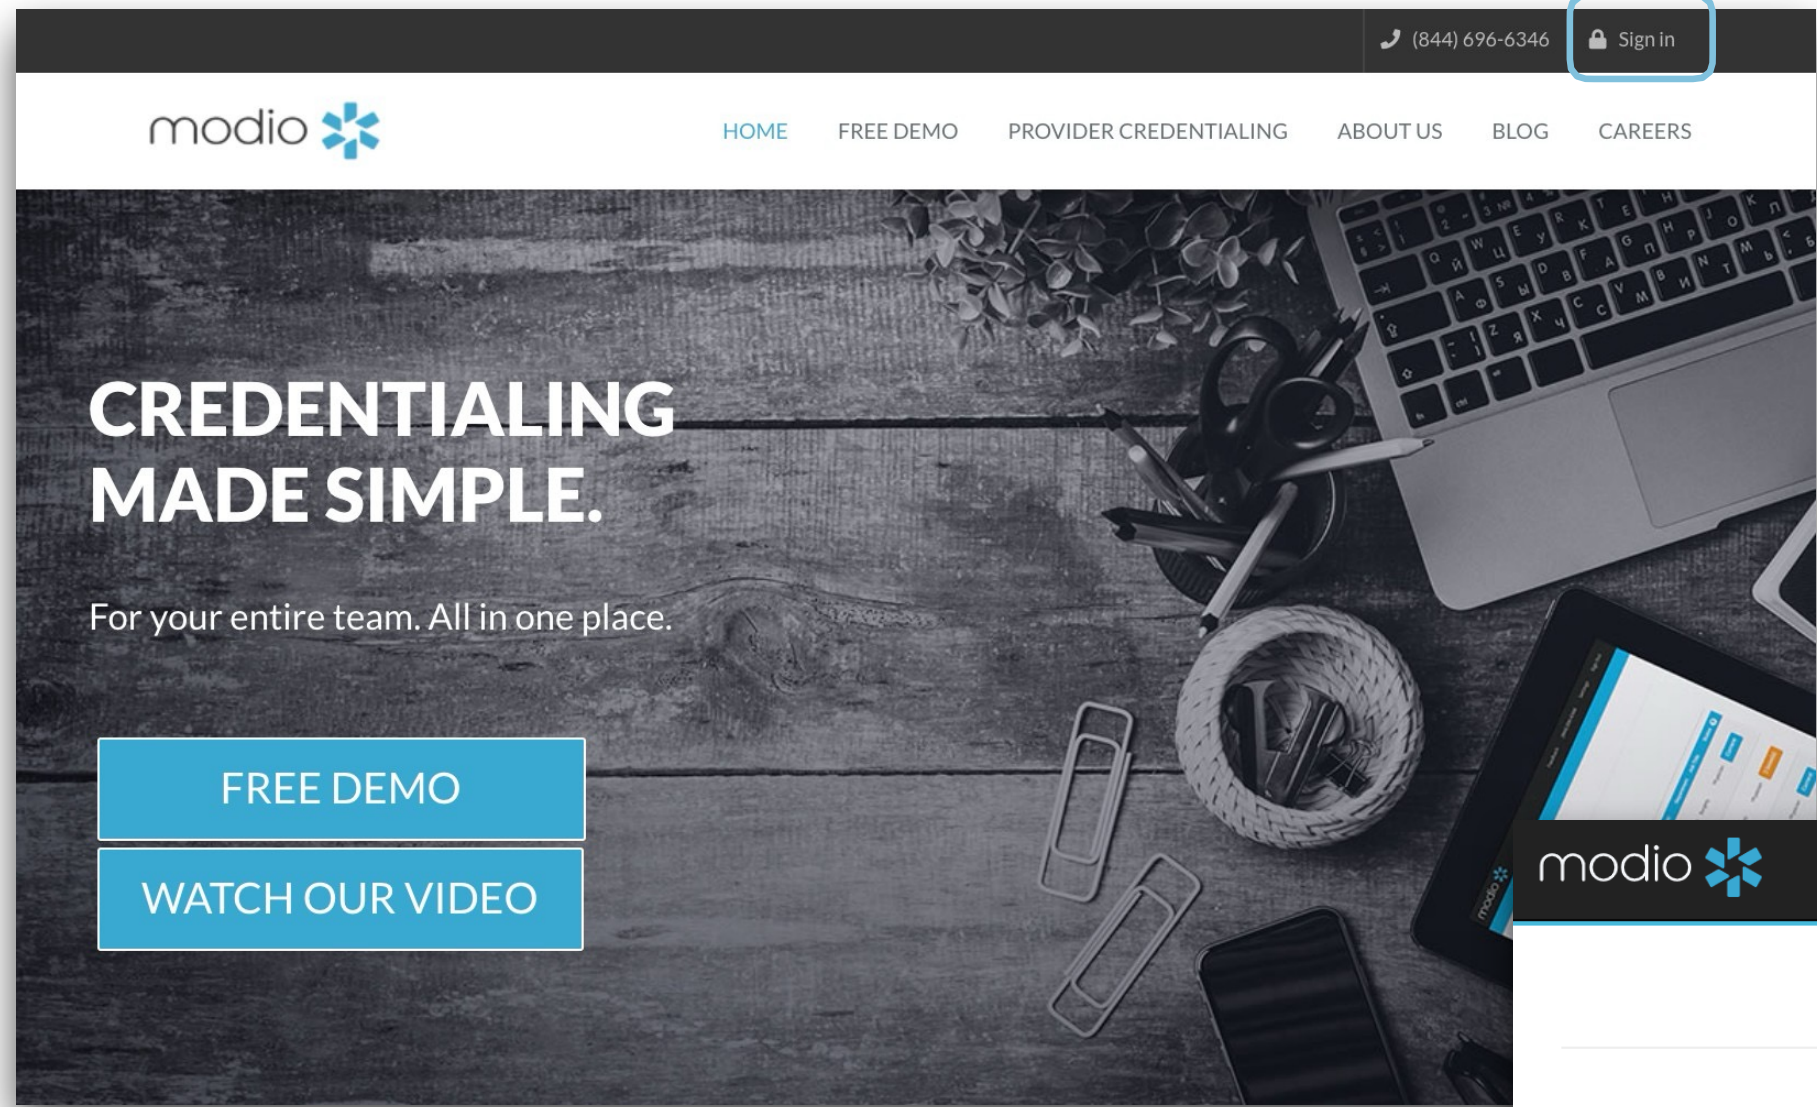 (844) 696-6346 Sign in
modio
HOME FREE DEMO PROVIDER CREDENTIALING ABOUT US BLOG CAREERS
CREDENTIALING
MADE SIMPLE.
For your entire team. All in one place.
FREE DEMO
WATCH OUR VIDEO
modio
modio